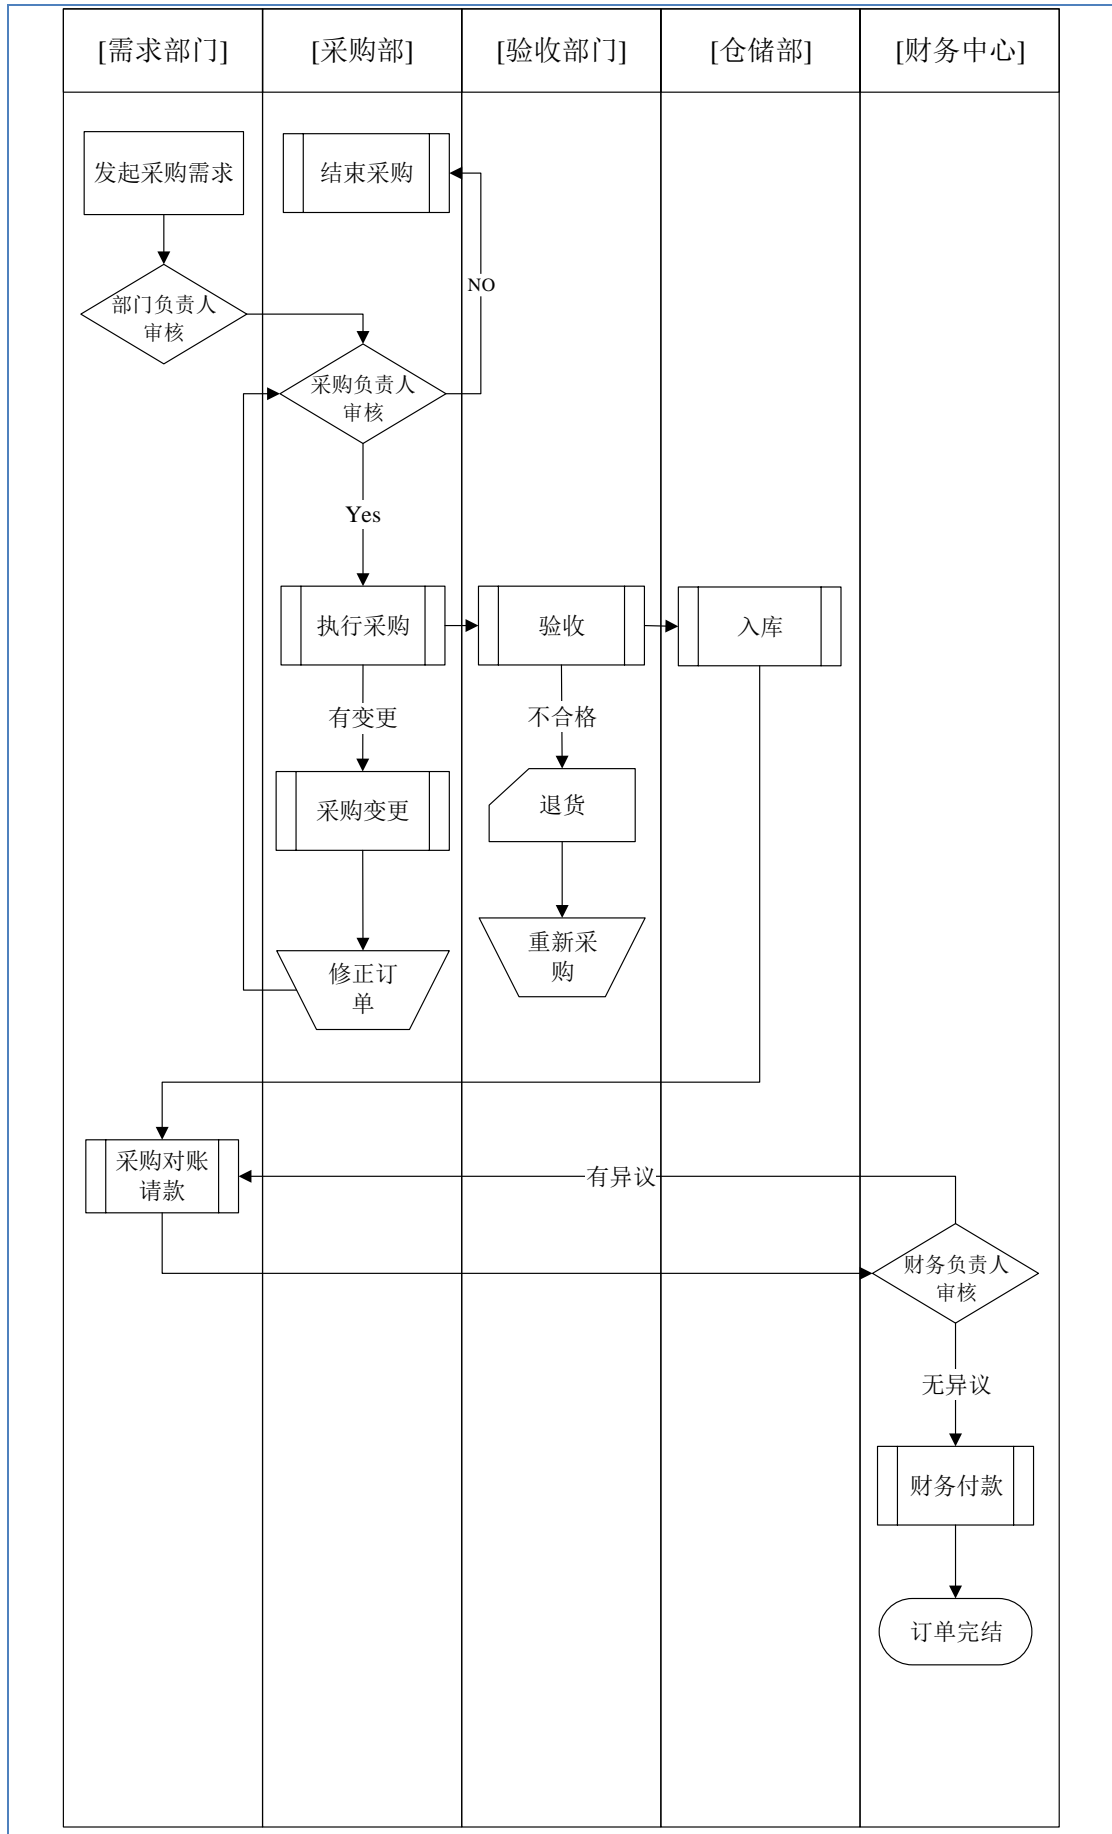 [需求部门] [采购部] [验收部门] [仓储部] [财务中心]
发起采购需求
结束采购
NO
部门负责人
审核
采购负责人
审核
Yes
执行采购
验收
入库
有变更
不合格
采购变更
退货
修正订
单
重新采
购
采购对账
请款
有异议
财务负责人
审核
无异议
财务付款
订单完结